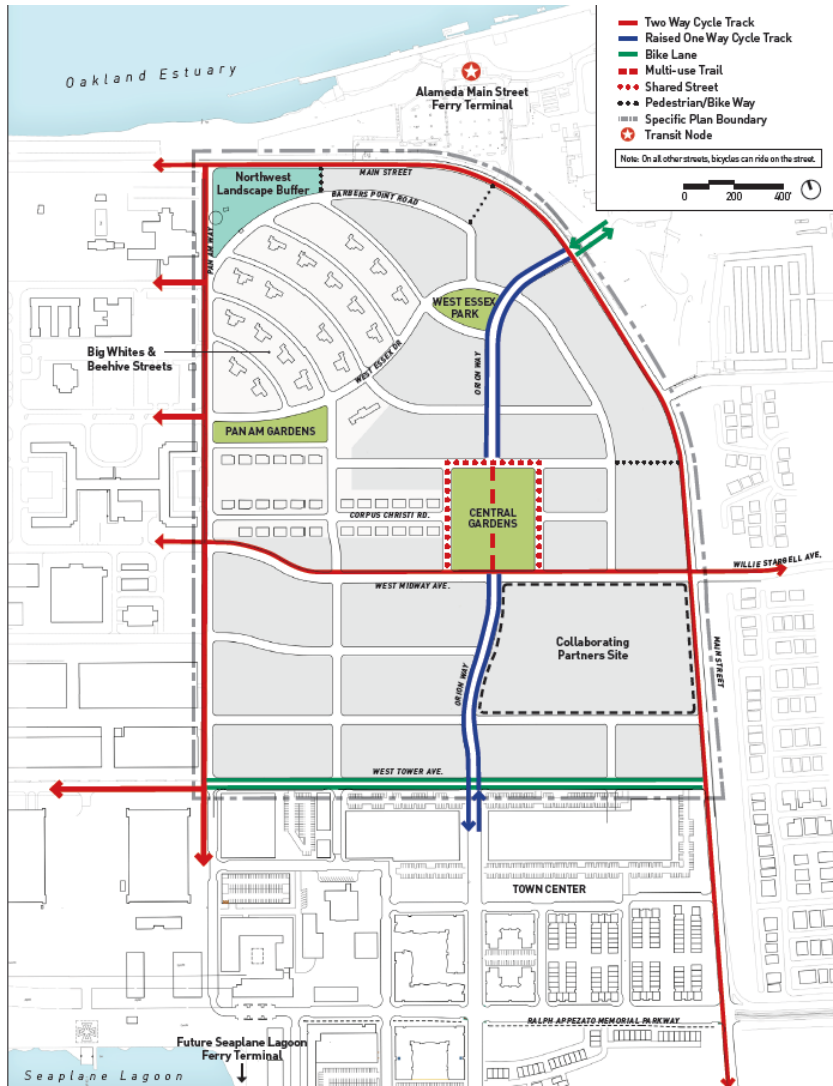 Oakland Estuary
Alameda Main Street
Ferry Terminal
Two Way Cycle Track
Raised One Way Cycle Track
Bike Lane
Multi-use Trail
Shared Street
Pedestrian/Bike Way
Specific Plan Boundary
Transit Node
Note: On all other streets, bicycles can ride on the street.
0 200 400'
Northwest
Landscape Buffer
MAIN STREET
BARBERS POINT ROAD
PAN AM WAY
WEST ESSEX
PARK
Big Whites &
Beehive Streets
WEST ESSEX DR
ORION WAY
PAN AM GARDENS
CORPUS CHRISTI RD.
CENTRAL
GARDENS
WILLIE STARGELL AVE.
WEST MIDWAY AVE.
Collaborating
Partners Site
MAIN STREET
ORION WAY
WEST TOWER AVE.
TOWN CENTER
RALPH APPEZATO MEMORIAL PARKWAY
Future Seaplane Lagoon
Ferry Terminal
Seaplane Lagoon